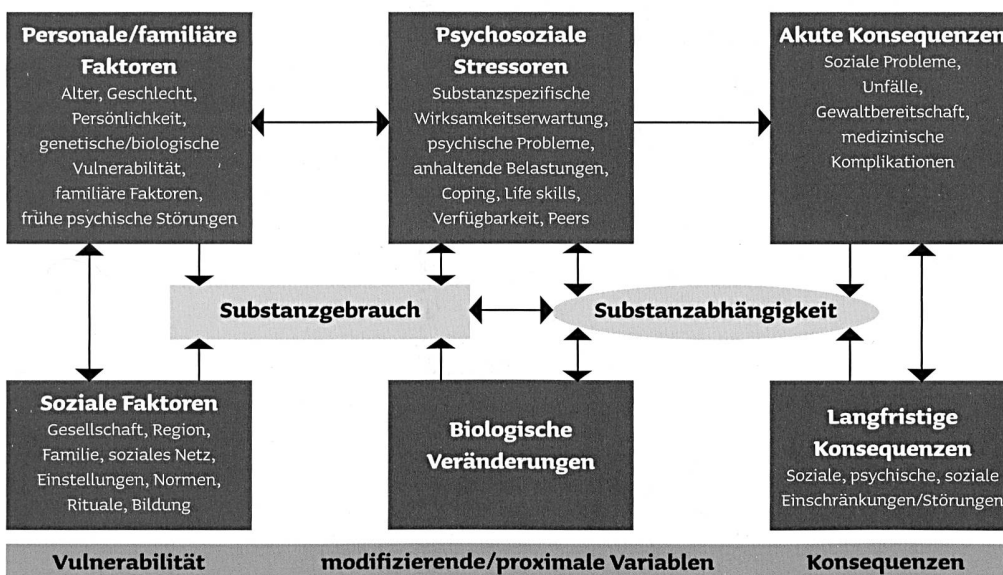 Personale/familiäre
Faktoren
Alter, Geschlecht,
Persönlichkeit,
genetische/biologische
Vulnerabilität,
familiäre Faktoren,
frühe psychische Störungen
Psychosoziale
Stressoren
Substanzspezifische
Wirksamkeitserwartung,
psychische Probleme,
anhaltende Belastungen,
Coping, Life skills,
Verfügbarkeit, Peers
Akute Konsequenzen
Soziale Probleme,
Unfälle,
Gewaltbereitschaft,
medizinische
Komplikationen
Substanzgebrauch
Substanzabhängigkeit
Soziale Faktoren
Gesellschaft, Region,
Familie, soziales Netz,
Einstellungen, Normen,
Rituale, Bildung
Biologische
Veränderungen
Langfristige
Konsequenzen
Soziale, psychische, soziale
Einschränkungen/Störungen
Vulnerabilität
modifizierende/proximale Variablen
Konsequenzen